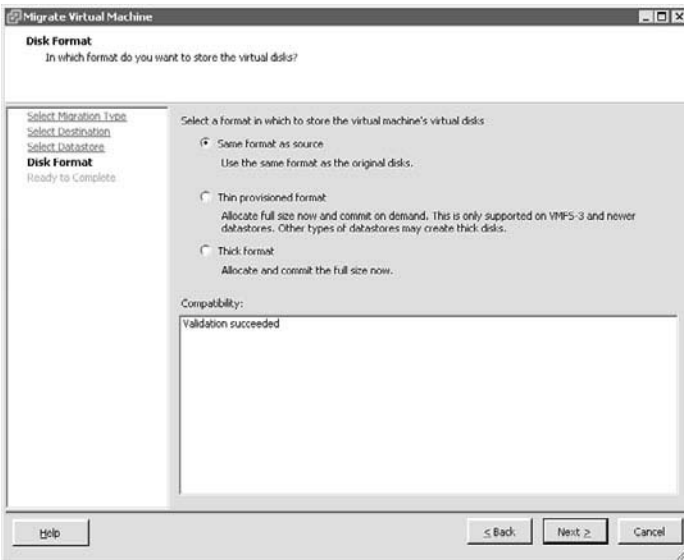 Migrate Virtual Machine
Disk Format
In which format do you want to store the virtual disks?
Select Migration Type
Select Destination
Select Datastore
Disk Format
Ready to Complete
Select a format in which to store the virtual machine's virtual disks
Same format as source
Use the same format as the original disks.
Thin provisioned format
Allocate full size now and commit on demand. This is only supported on VMFS-3 and newer
datastores. Other types of datastores may create thick disks.
Thick format
Allocate and commit the full size now.
Compatibility:
Validation succeeded
Help
≤ Back
Next ≥
Cancel